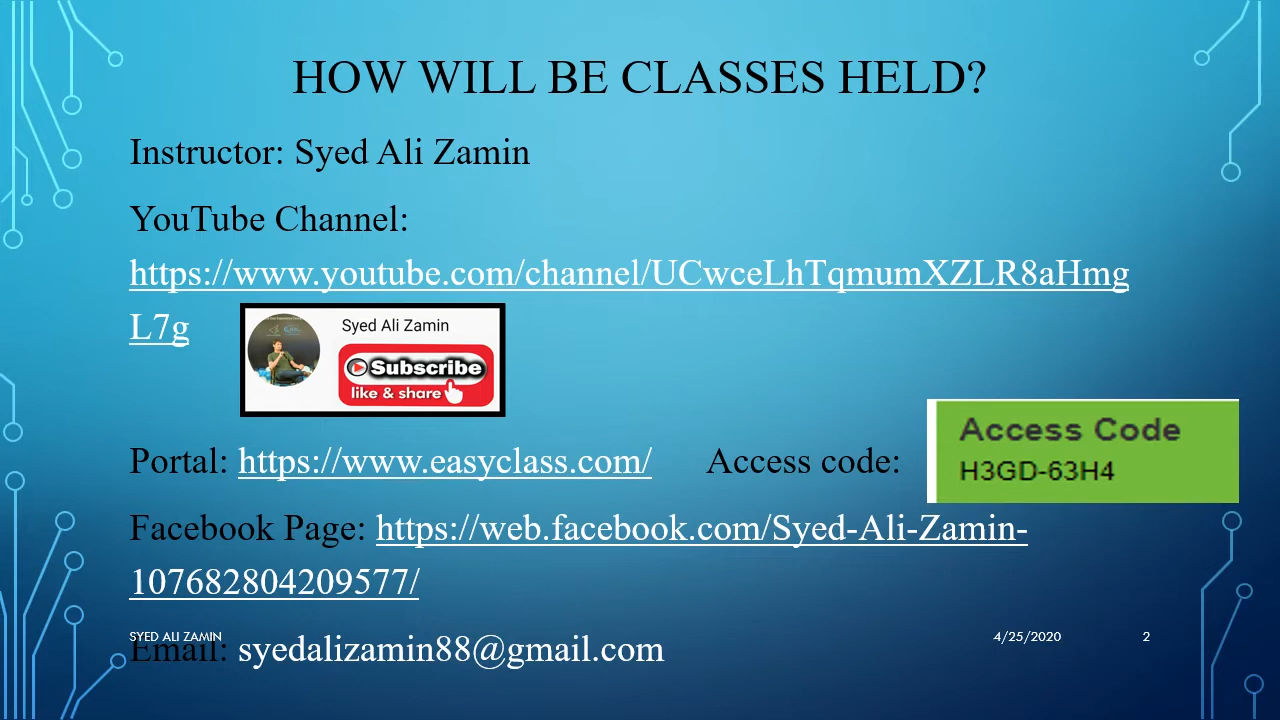 HOW WILL BE CLASSES HELD?
Instructor: Syed Ali Zamin
YouTube Channel:
https://www.youtube.com/channel/UCwceLhTqmumXZLR8aHmg
L7g
Syed Ali Zamin
Subscribe
like & share
Portal: https://www.easyclass.com/ Access code:
Access Code
H3GD-63H4
Facebook Page: https://web.facebook.com/Syed-Ali-Zamin-
107682804209577/
SYED ALI ZAMIN
4/25/2020
2
Email: syedalizamin88@gmail.com